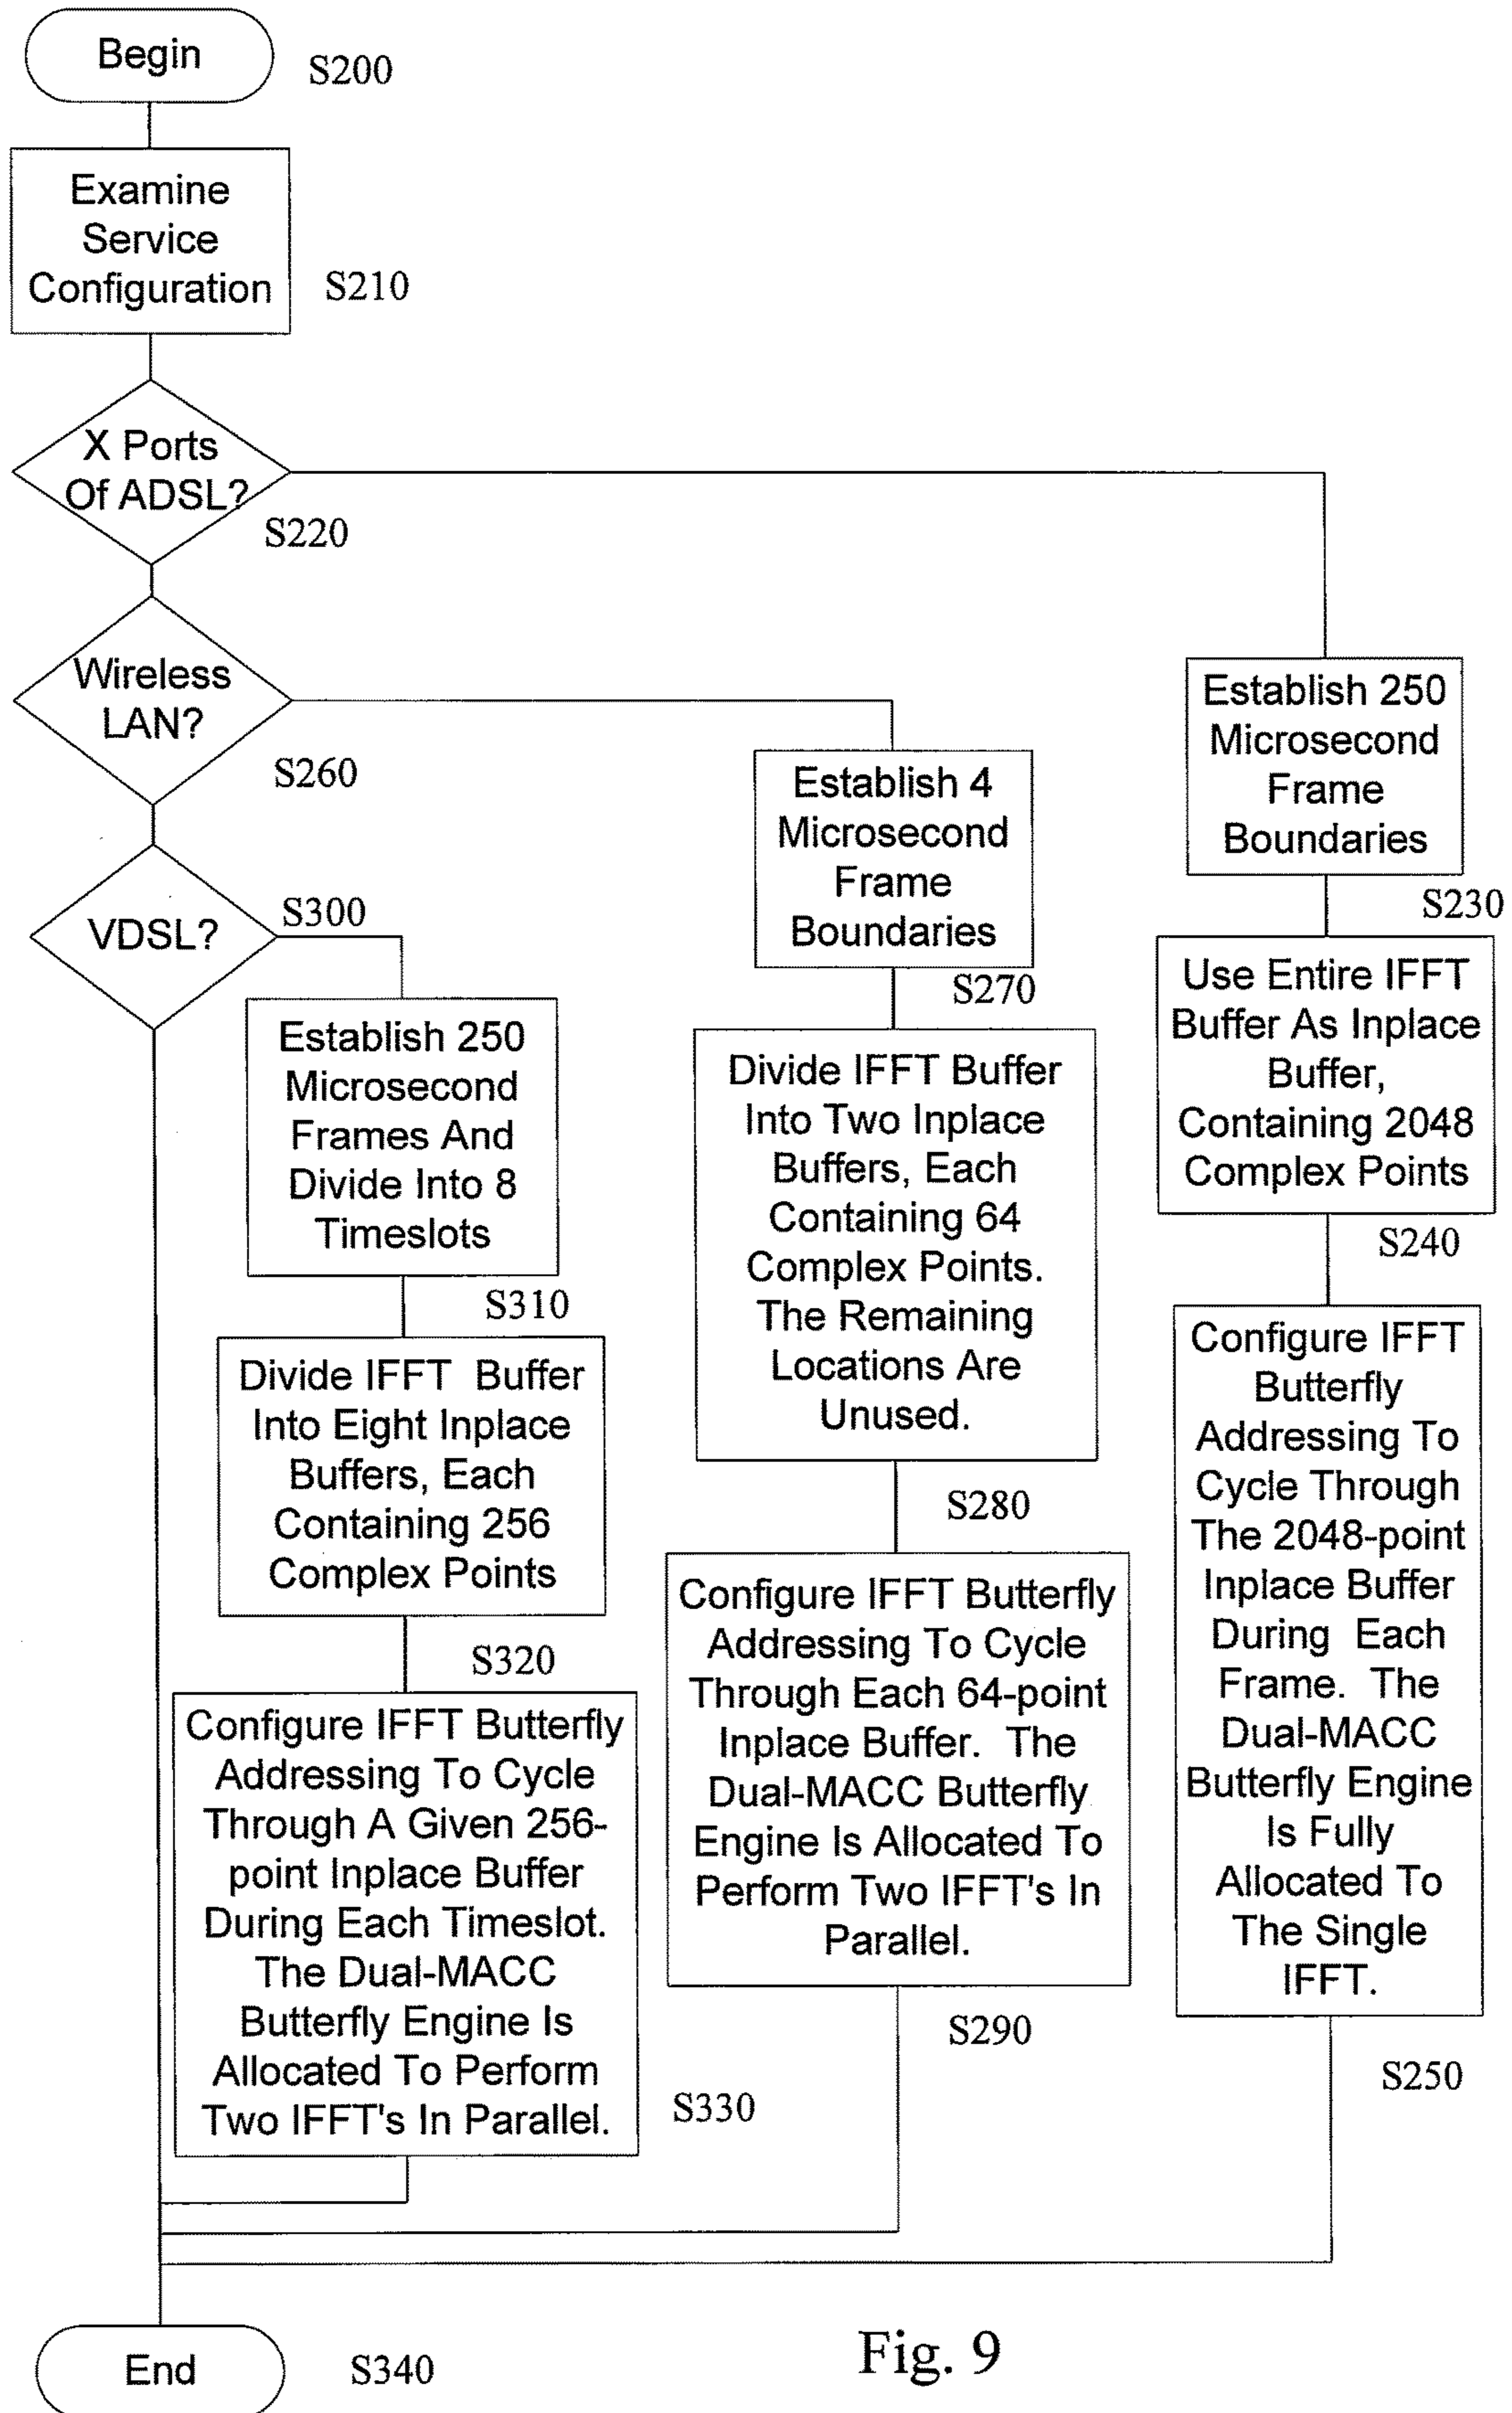 Begin
S200
Examine
Service
Configuration
S210
X Ports
Of ADSL?
S220
Wireless
LAN?
S260
VDSL?
S300
Establish 250
Microsecond
Frames And
Divide Into 8
Timeslots
S310
Divide IFFT Buffer
Into Eight Inplace
Buffers, Each
Containing 256
Complex Points
S320
Configure IFFT Butterfly
Addressing To Cycle
Through A Given 256-
point Inplace Buffer
During Each Timeslot.
The Dual-MACC
Butterfly Engine Is
Allocated To Perform
Two IFFT's In Parallel.
S330
Establish 4
Microsecond
Frame
Boundaries
S270
Divide IFFT Buffer
Into Two Inplace
Buffers, Each
Containing 64
Complex Points.
The Remaining
Locations Are
Unused.
S280
Configure IFFT Butterfly
Addressing To Cycle
Through Each 64-point
Inplace Buffer. The
Dual-MACC Butterfly
Engine Is Allocated To
Perform Two IFFT's In
Parallel.
S290
Establish 250
Microsecond
Frame
Boundaries
S230
Use Entire IFFT
Buffer As Inplace
Buffer,
Containing 2048
Complex Points
S240
Configure IFFT
Butterfly
Addressing To
Cycle Through
The 2048-point
Inplace Buffer
During Each
Frame. The
Dual-MACC
Butterfly Engine
Is Fully
Allocated To
The Single
IFFT.
S250
End
S340
Fig. 9